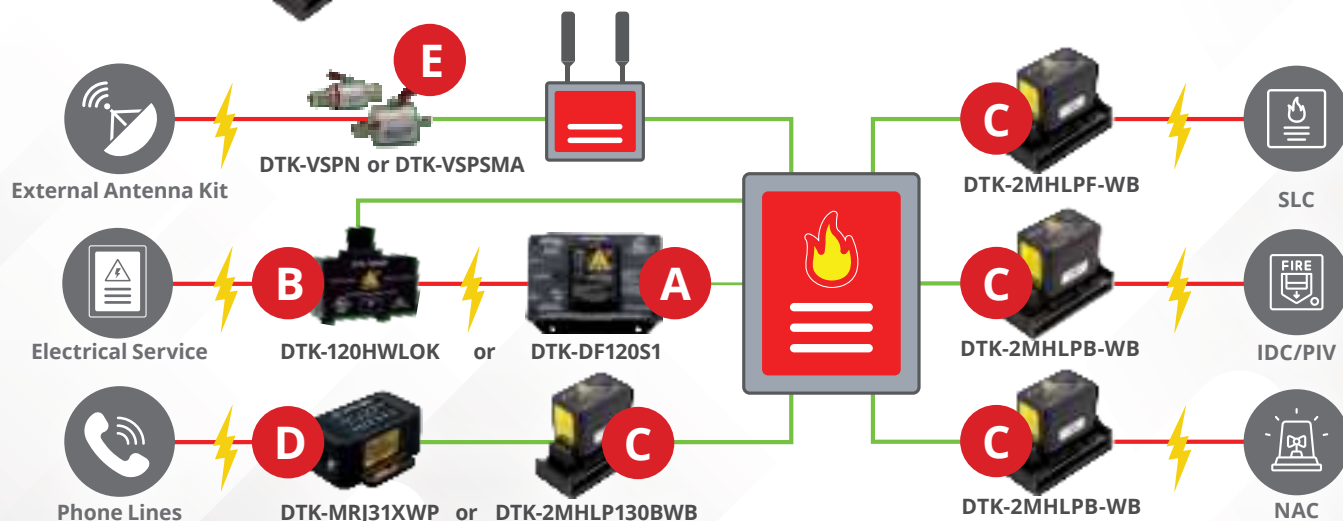 E
DTK-VSPN or DTK-VSPSMA
External Antenna Kit
C
DTK-2MHLPF-WB
SLC
B
A
DTK-120HWLOK or DTK-DF120S1
Electrical Service
C
DTK-2MHLPB-WB
FIRE
IDC/PIV
D
C
DTK-MRJ31XWP or DTK-2MHLP130BWB
Phone Lines
C
DTK-2MHLPB-WB
NAC